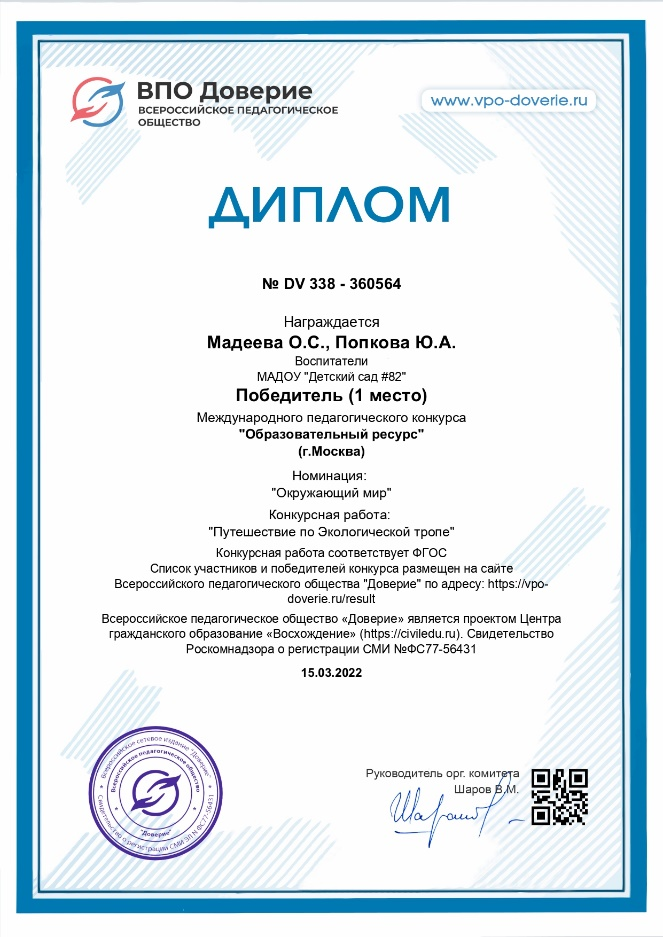 ВПО Доверие
ВСЕРОССИЙСКОЕ ПЕДАГОГИЧЕСКОЕ
ОБЩЕСТВО
www.vpo-doverie.ru
ДИПЛОМ
№ DV 338 - 360564
Награждается
Мадеева О.С., Попкова Ю.А.
Воспитатели
МАДОУ "Детский сад #82"
Победитель (1 место)
Международного педагогического конкурса
"Образовательный ресурс"
(г.Москва)
Номинация:
"Окружающий мир"
Конкурсная работа:
"Путешествие по Экологической тропе"
Конкурсная работа соответствует ФГОС
Список участников и победителей конкурса размещен на сайте
Всероссийского педагогического общества "Доверие" по адресу: https://vpo-
doverie.ru/result
Всероссийское педагогическое общество «Доверие» является проектом Центра
гражданского образование «Восхождение» (https://civiledu.ru). Свидетельство
Роскомнадзора о регистрации СМИ №ФС77-56431
15.03.2022
Всероссийское сетевое издание "Доверие"
Всероссийское педагогическое общество
"Доверие"
Свидетельство о регистрации СМИ ЭЛ № ФС77-56431
Руководитель орг. комитета
Шаров В.М.